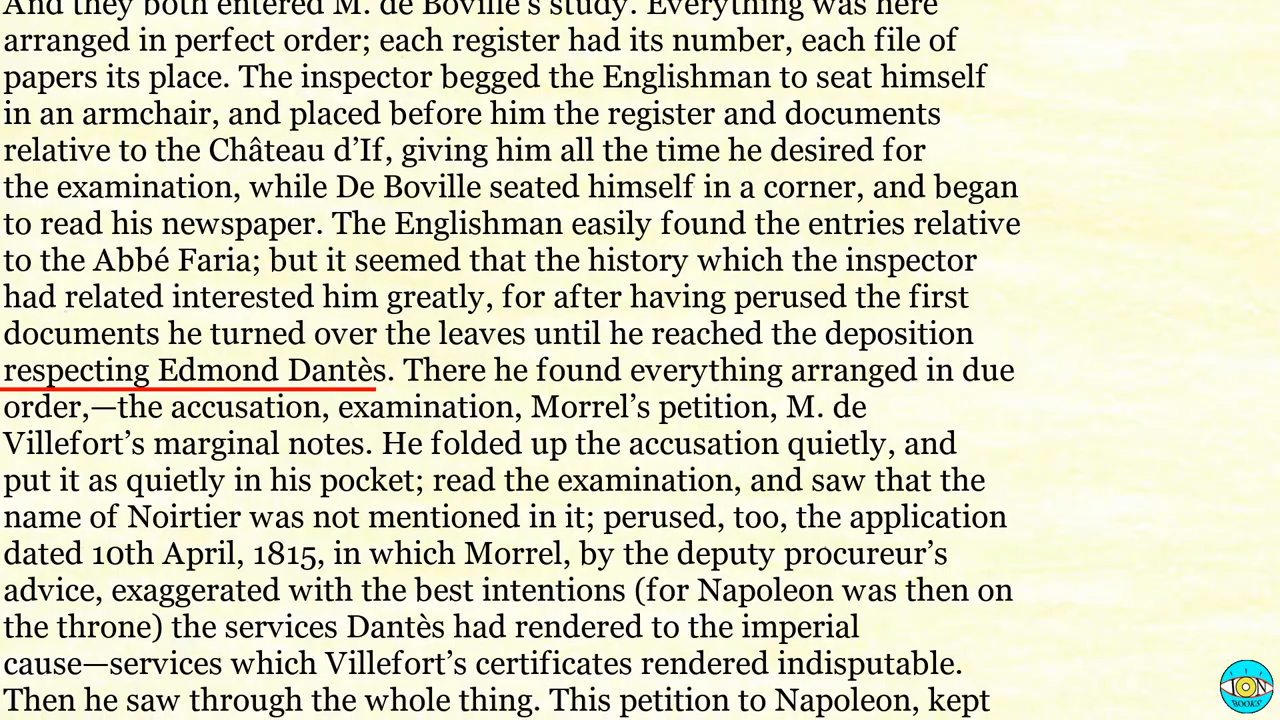 And they both entered M. de Boville’s study. Everything was here
arranged in perfect order; each register had its number, each file of
papers its place. The inspector begged the Englishman to seat himself
in an armchair, and placed before him the register and documents
relative to the Château d’If, giving him all the time he desired for
the examination, while De Boville seated himself in a corner, and began
to read his newspaper. The Englishman easily found the entries relative
to the Abbé Faria; but it seemed that the history which the inspector
had related interested him greatly, for after having perused the first
documents he turned over the leaves until he reached the deposition
respecting Edmond Dantès. There he found everything arranged in due
order,—the accusation, examination, Morrel’s petition, M. de
Villefort’s marginal notes. He folded up the accusation quietly, and
put it as quietly in his pocket; read the examination, and saw that the
name of Noirtier was not mentioned in it; perused, too, the application
dated 10th April, 1815, in which Morrel, by the deputy procureur’s
advice, exaggerated with the best intentions (for Napoleon was then on
the throne) the services Dantès had rendered to the imperial
cause—services which Villefort’s certificates rendered indisputable.
Then he saw through the whole thing. This petition to Napoleon, kept
ION
BOOKS